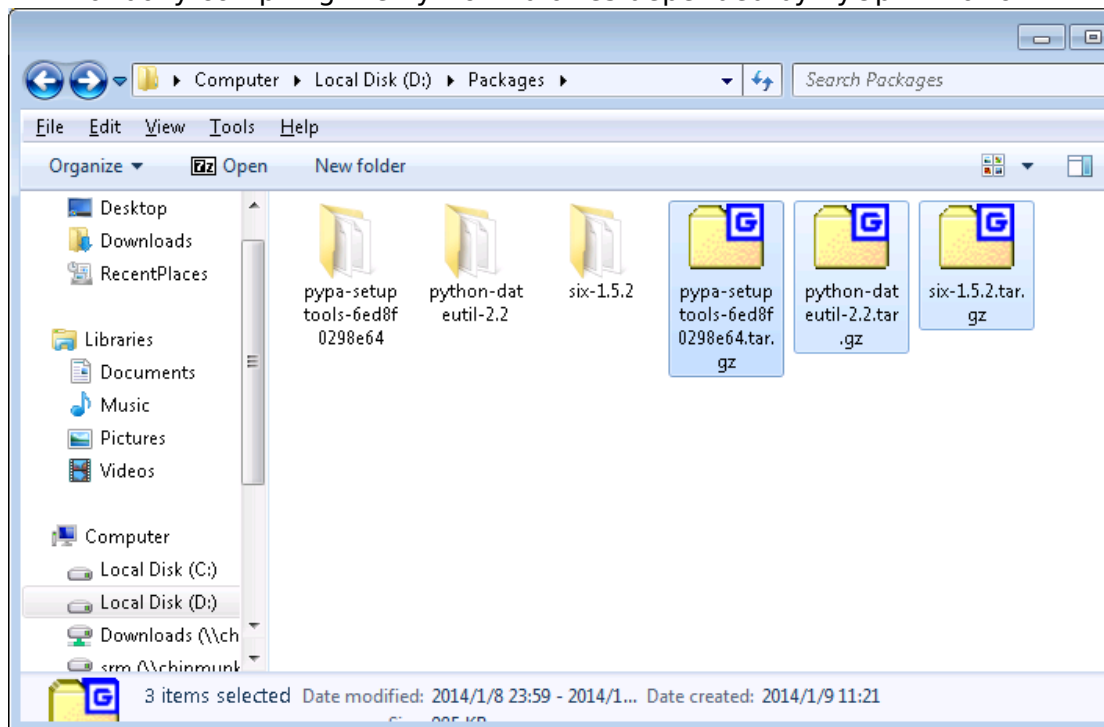 Computer ▸ Local Disk (D:) ▸ Packages ▸
Search Packages
File Edit View Tools Help
Organize 7z Open New folder
Desktop
Downloads
RecentPlaces
Libraries
Documents
Music
Pictures
Videos
Computer
Local Disk (C:)
Local Disk (D:)
Downloads (\\ch
srm (\\chipmunk
pypa-setup
tools-6ed8f
0298e64
python-dat
eutil-2.2
six-1.5.2
G
pypa-setup
tools-6ed8f
0298e64.tar.
gz
G
python-dat
eutil-2.2.tar
.gz
G
six-1.5.2.tar.
gz
G
3 items selected Date modified: 2014/1/8 23:59 - 2014/1... Date created: 2014/1/9 11:21